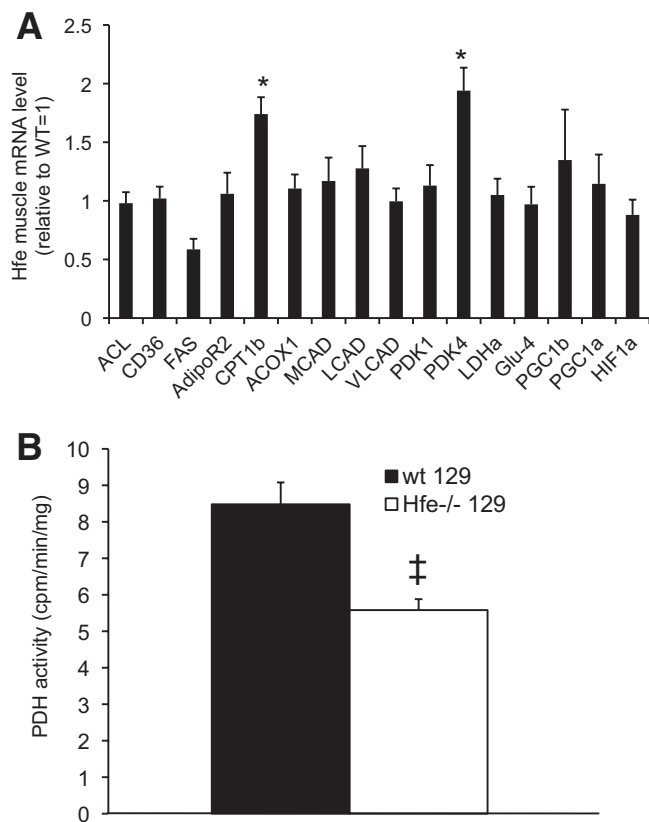 A
Hfe muscle mRNA level
(relative to WT=1)
2.5
2
1.5
1
0.5
0
*
*
ACL
CD36
FAS
AdipoR2
CPT1b
ACOX1
MCAD
LCAD
VLCAD
PDK1
PDK4
LDHa
Glu-4
PGC1b
PGC1a
HIF1a
B
PDH activity (cpm/min/mg)
10
9
8
7
6
5
4
3
2
1
0
wt 129
Hfe-/- 129
‡